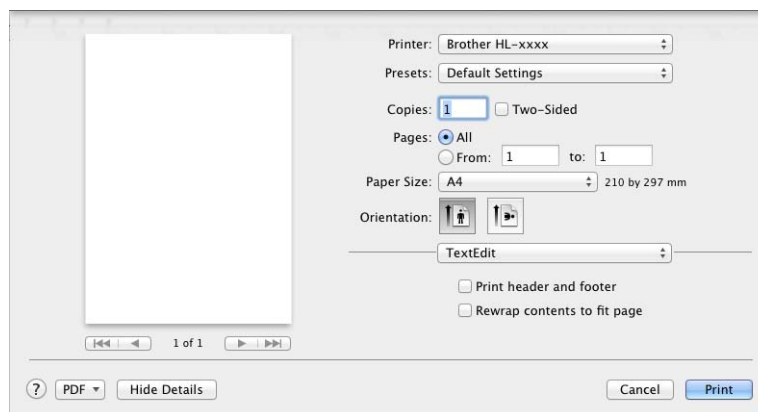 Printer: Brother HL-xxxx
Presets: Default Settings
Copies: 1 Two-Sided
Pages: All
From: 1 to: 1
Paper Size: A4 210 by 297 mm
Orientation:
TextEdit
Print header and footer
Rewrap contents to fit page
1 of 1
? PDF Hide Details Cancel Print